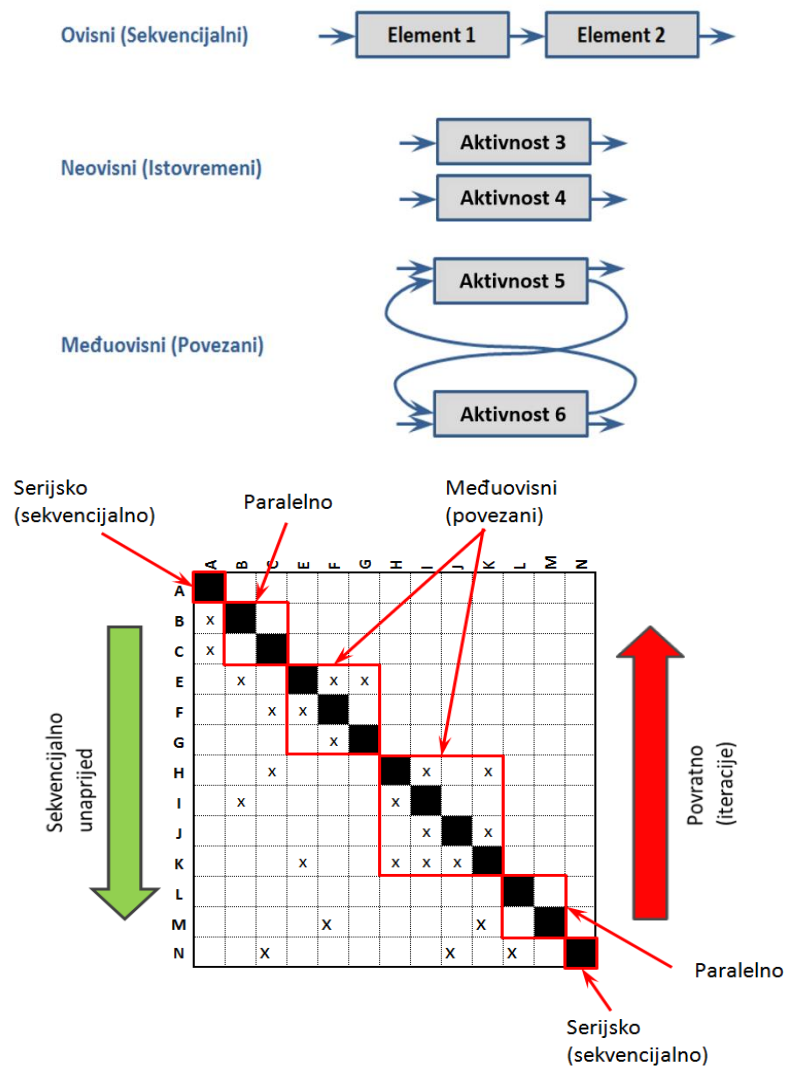 Ovisni (Sekvencijalni)
Element 1
Element 2
Neovisni (Istovremeni)
Aktivnost 3
Aktivnost 4
Međuovisni (Povezani)
Aktivnost 5
Aktivnost 6
Serijsko
(sekvencijalno)
Paralelno
Međuovisni
(povezani)
A B C E F G H I J K L M N
A
B x
C x
E x x x
F x x
G x
H x x x
I x x
J x x
K x x x x
L
M x x
N x x x
Sekvencijalno
unaprijed
Povratno
(iteracije)
Paralelno
Serijsko
(sekvencijalno)